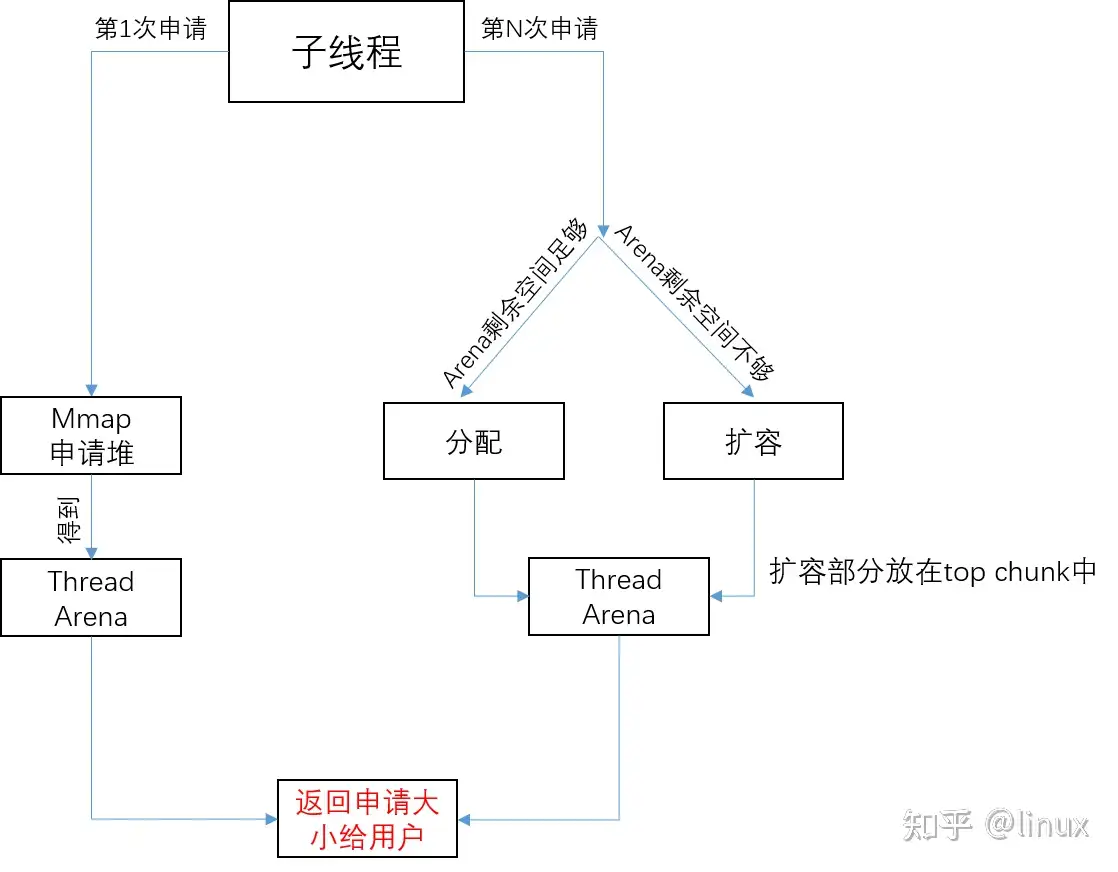 第1次申请
子线程
第N次申请
Arena剩余空间足够
Arena剩余空间不够
Mmap
申请堆
分配
扩容
得到
Thread
Arena
Thread
Arena
扩容部分放在top chunk中
返回申请大
小给用户
知乎 @linux